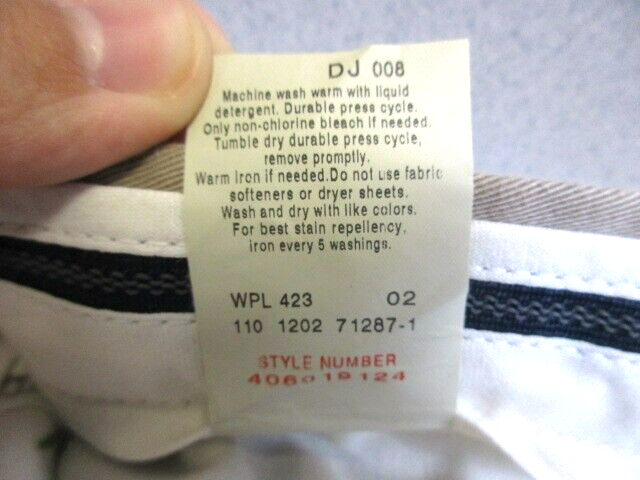 DJ 008
Machine wash warm with liquid
detergent. Durable press cycle.
Only non-chlorine bleach if needed.
Tumble dry durable press cycle,
remove promptly.
Warm Iron if needed.Do not use fabric
softeners or dryer sheets.
Wash and dry with like colors.
For best stain repellency,
iron every 5 washings.
WPL 423 02
110 1202 71287-1
STYLE NUMBER